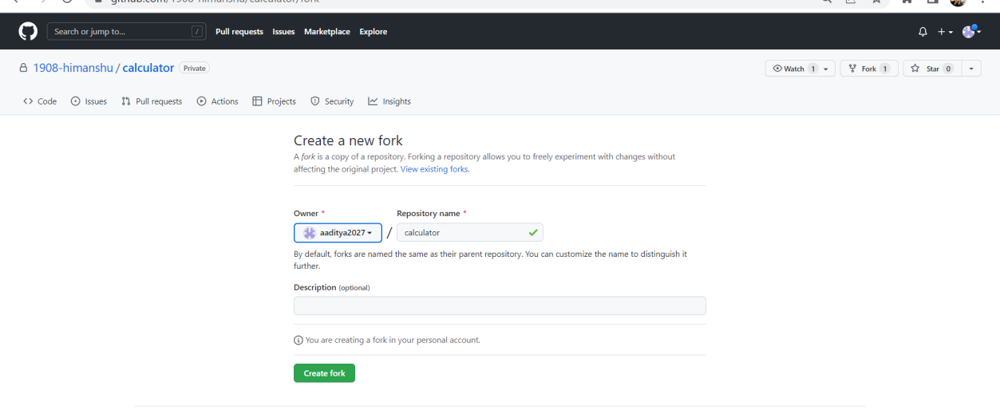 github.com/1908-himanshu/calculator/fork
Search or jump to... /
Pull requests Issues Marketplace Explore
1908-himanshu / calculator Private
Watch 1 Fork 1 Star 0
Code Issues Pull requests Actions Projects Security Insights
Create a new fork
A fork is a copy of a repository. Forking a repository allows you to freely experiment with changes without
affecting the original project. View existing forks.
Owner * Repository name *
aaditya2027 / calculator
By default, forks are named the same as their parent repository. You can customize the name to distinguish it
further.
Description (optional)
You are creating a fork in your personal account.
Create fork